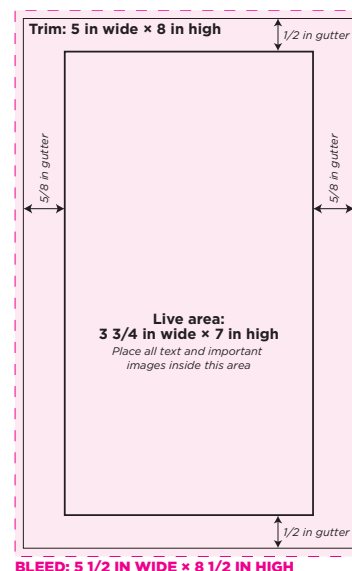 Trim: 5 in wide × 8 in high
1/2 in gutter
5/8 in gutter
5/8 in gutter
Live area:
3 3/4 in wide × 7 in high
Place all text and important
images inside this area
1/2 in gutter
BLEED: 5 1/2 IN WIDE × 8 1/2 IN HIGH